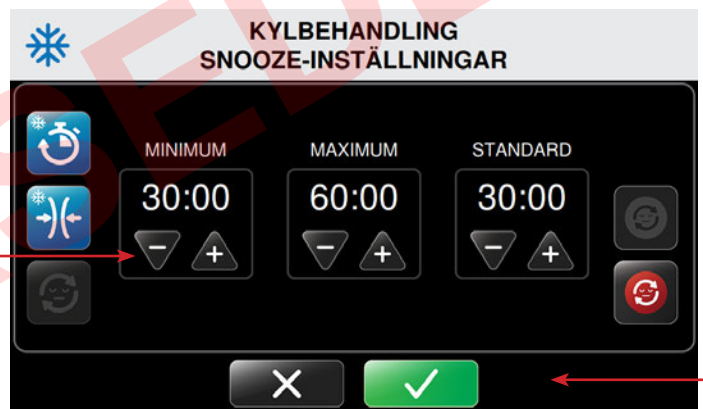 KYLBEHANDLING
SNOOZE-INSTÄLLNINGAR
MINIMUM MAXIMUM STANDARD
30:00 60:00 30:00